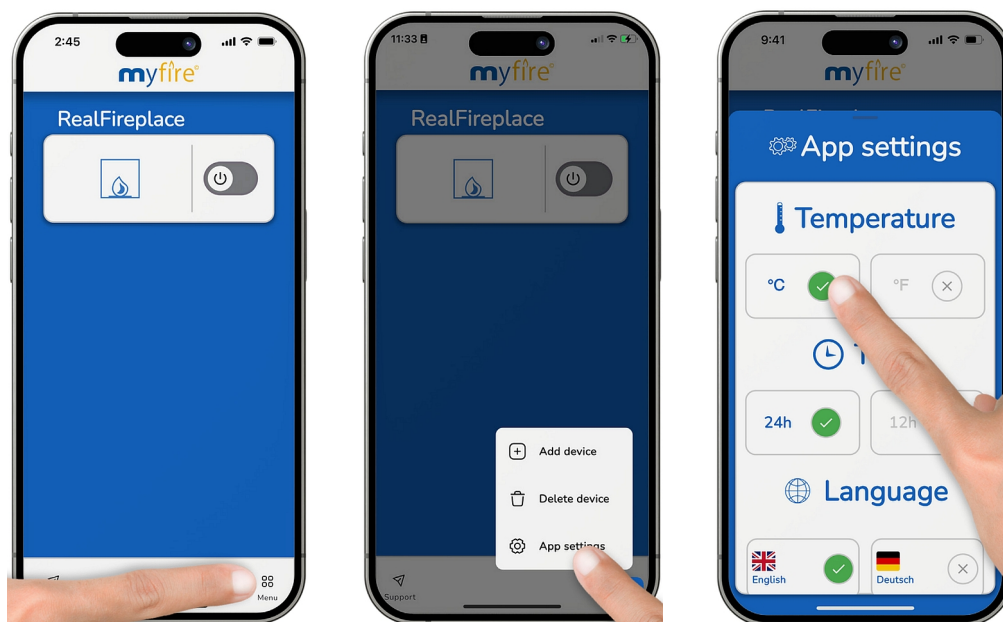 2:45
myfire
RealFireplace
Menu
11:33
myfire
RealFireplace
Add device
Delete device
App settings
Support
9:41
myfire
App settings
Temperature
°C
°F
24h
12h
Language
English
Deutsch